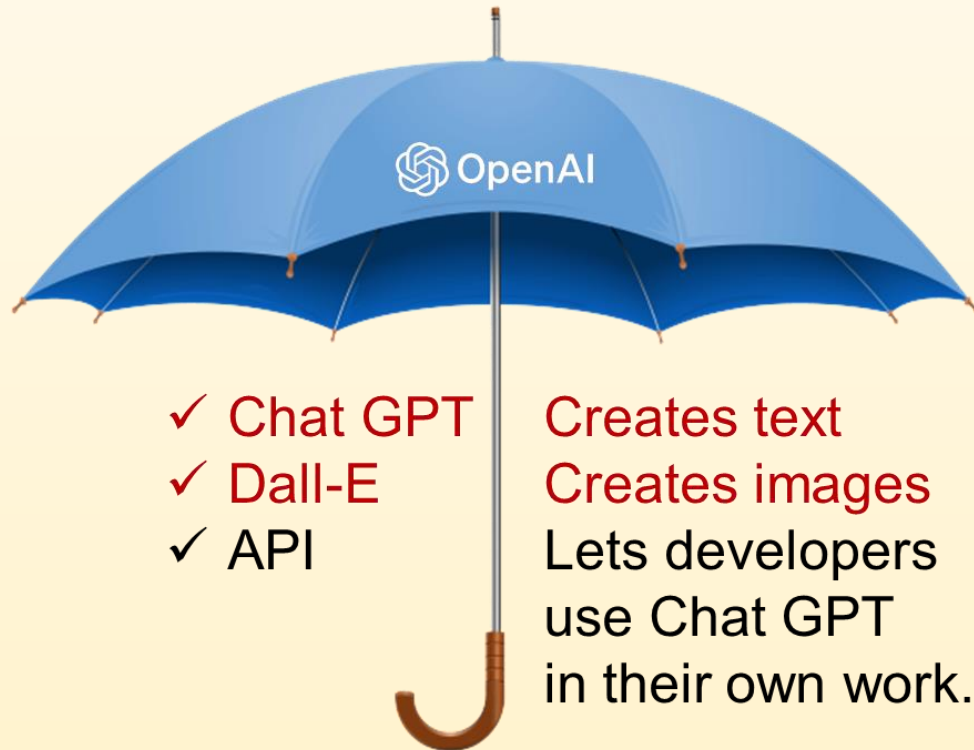 OpenAI
✓ Chat GPT Creates text
✓ Dall-E Creates images
✓ API Lets developers
use Chat GPT
in their own work.